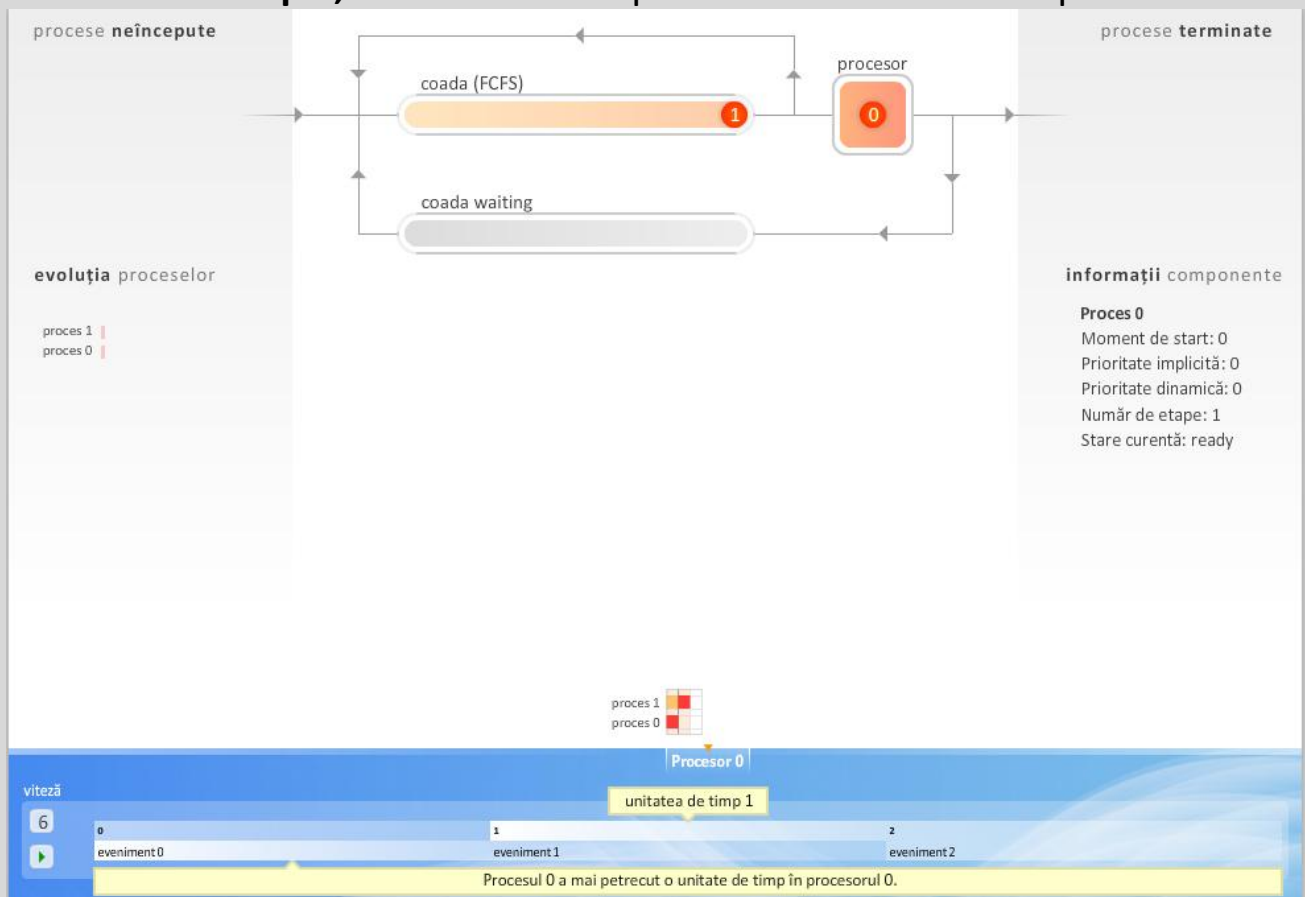 procese neîncepute
procese terminate
procesor
coada (FCFS)
1
0
coada waiting
evoluția proceselor
informații componente
proces 1
proces 0
Proces 0
Moment de start: 0
Prioritate implicită: 0
Prioritate dinamică: 0
Număr de etape: 1
Stare curentă: ready
proces 1
proces 0
Procesor 0
viteză
unitatea de timp 1
6
0 1 2
eveniment 0 eveniment 1 eveniment 2
Procesul 0 a mai petrecut o unitate de timp în procesorul 0.